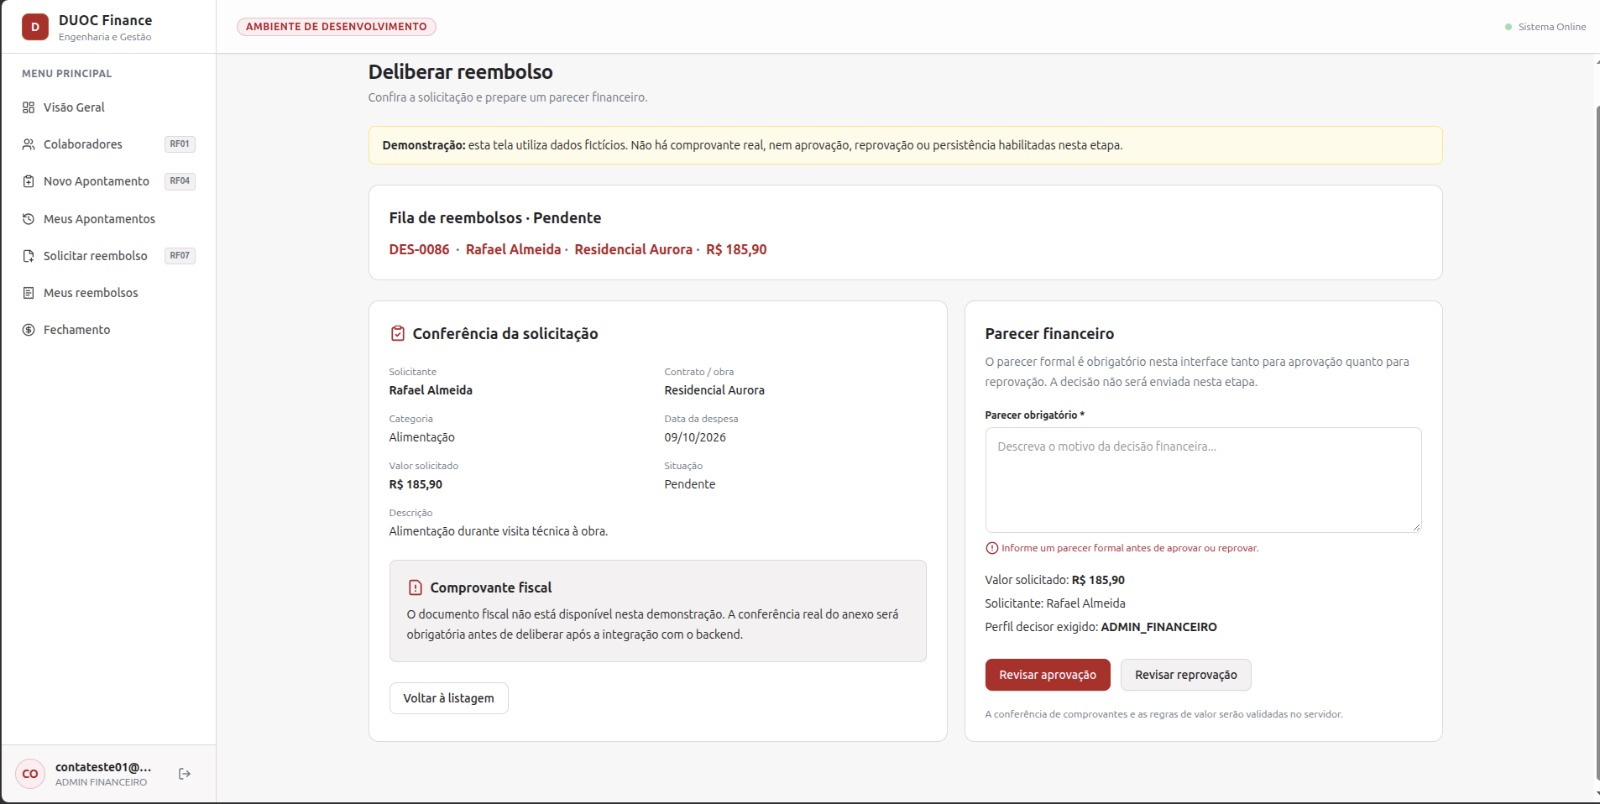 D
DUOC Finance
Engenharia e Gestão
AMBIENTE DE DESENVOLVIMENTO
Sistema Online
MENU PRINCIPAL
Visão Geral
Colaboradores RF01
Novo Apontamento RF04
Meus Apontamentos
Solicitar reembolso RF07
Meus reembolsos
Fechamento
CO
contateste01@...
ADMIN FINANCEIRO
Deliberar reembolso
Confira a solicitação e prepare um parecer financeiro.
Demonstração: esta tela utiliza dados fictícios. Não há comprovante real, nem aprovação, reprovação ou persistência habilitadas nesta etapa.
Fila de reembolsos · Pendente
DES-0086 · Rafael Almeida · Residencial Aurora · R$ 185,90
Conferência da solicitação
Solicitante
Rafael Almeida
Contrato / obra
Residencial Aurora
Categoria
Alimentação
Data da despesa
09/10/2026
Valor solicitado
R$ 185,90
Situação
Pendente
Descrição
Alimentação durante visita técnica à obra.
Comprovante fiscal
O documento fiscal não está disponível nesta demonstração. A conferência real do anexo será
obrigatória antes de deliberar após a integração com o backend.
Voltar à listagem
Parecer financeiro
O parecer formal é obrigatório nesta interface tanto para aprovação quanto para
reprovação. A decisão não será enviada nesta etapa.
Parecer obrigatório *
Descreva o motivo da decisão financeira...
Informe um parecer formal antes de aprovar ou reprovar.
Valor solicitado: R$ 185,90
Solicitante: Rafael Almeida
Perfil decisor exigido: ADMIN_FINANCEIRO
Revisar aprovação
Revisar reprovação
A conferência de comprovantes e as regras de valor serão validadas no servidor.